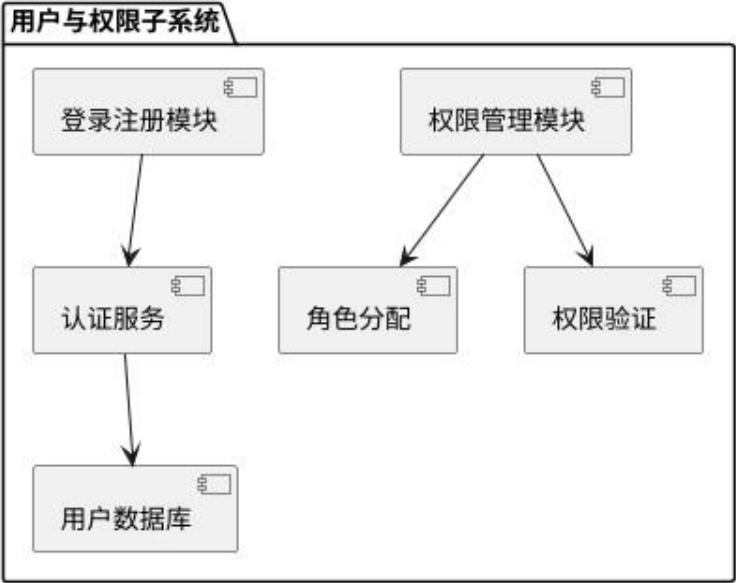 用户与权限子系统
登录注册模块
权限管理模块
认证服务
角色分配
权限验证
用户数据库